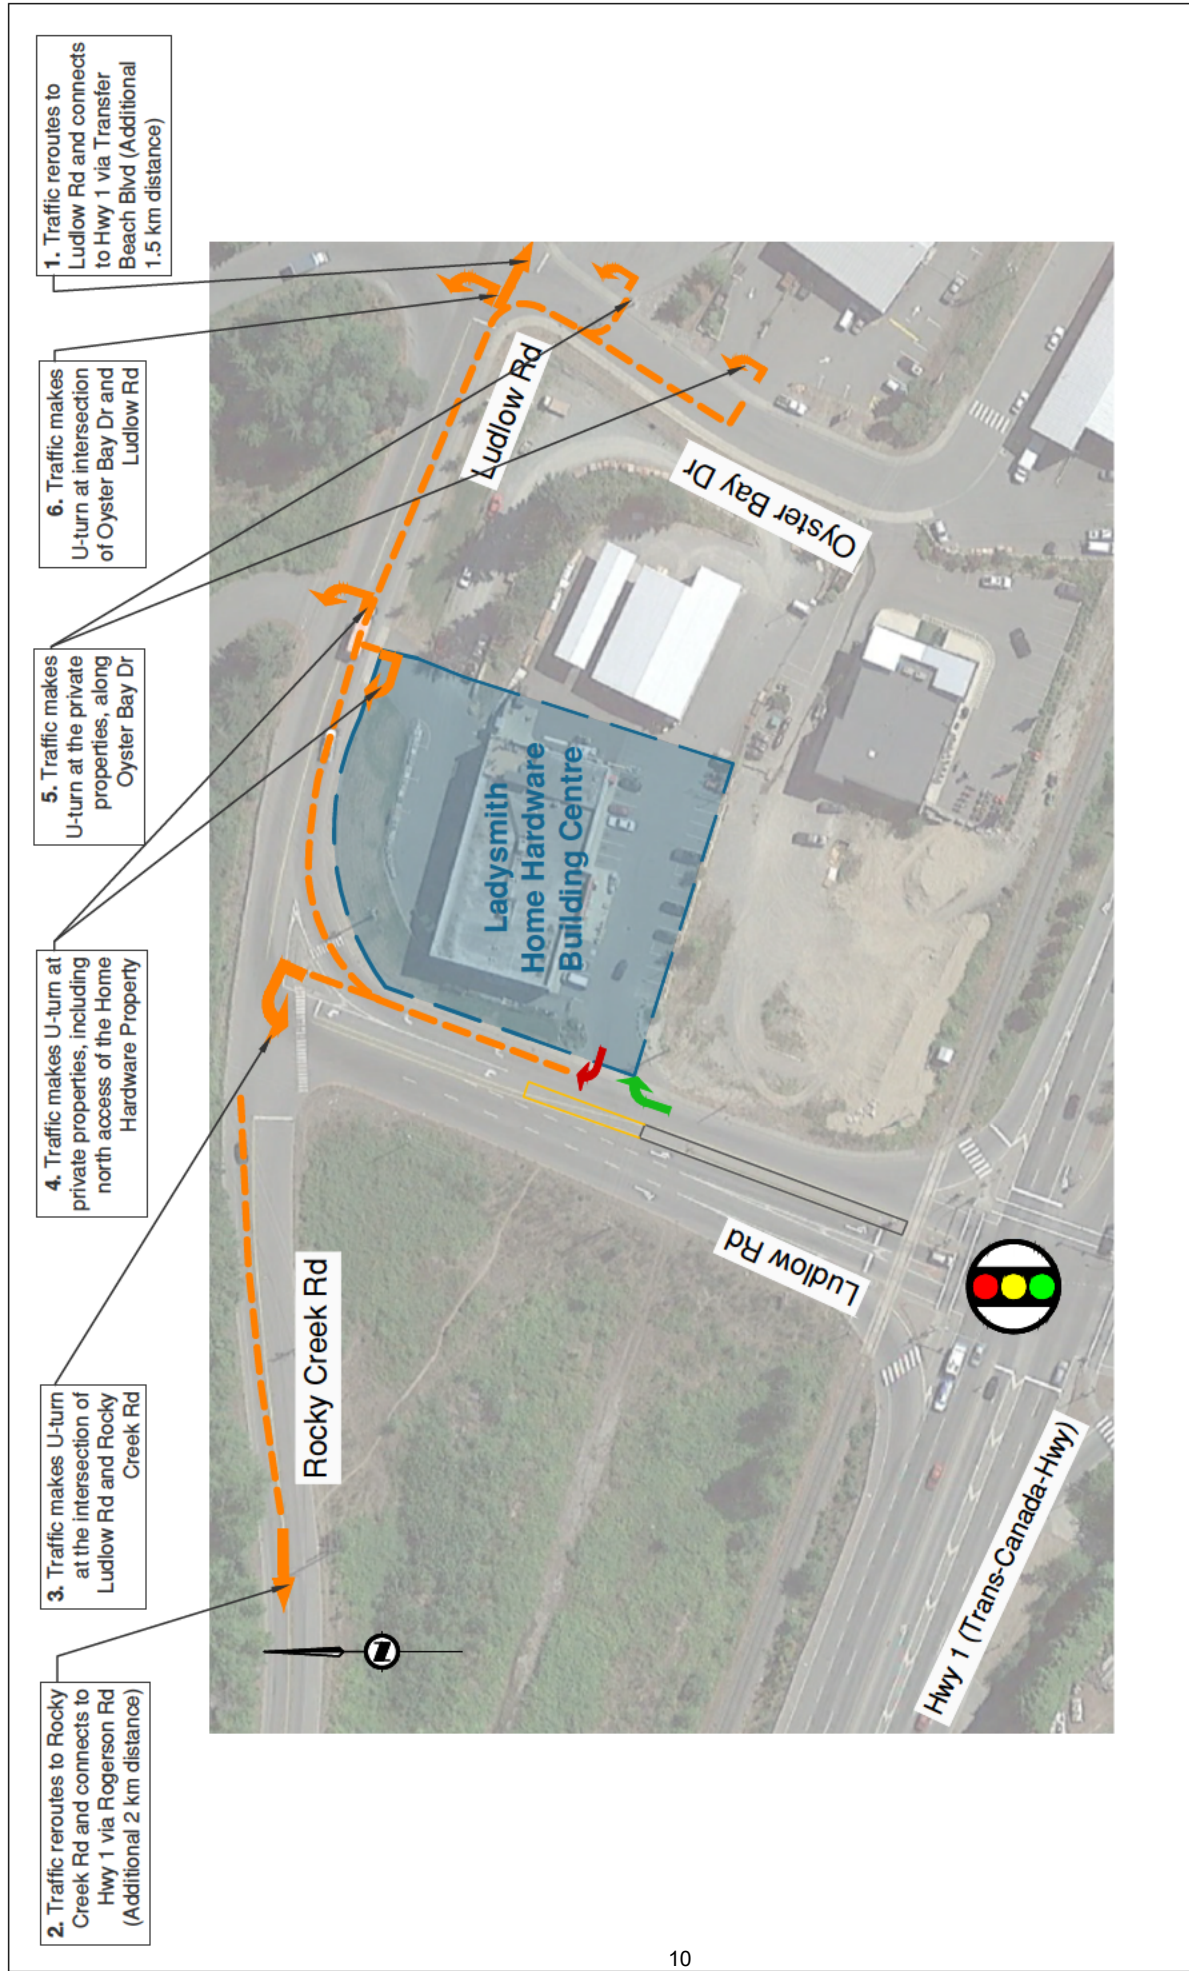 2. Traffic reroutes to Rocky
Creek Rd and connects to
Hwy 1 via Rogerson Rd
(Additional 2 km distance)
3. Traffic makes U-turn
at the intersection of
Ludlow Rd and Rocky
Creek Rd
4. Traffic makes U-turn at
private properties, including
north access of the Home
Hardware Property
5. Traffic makes
U-turn at the private
properties, along
Oyster Bay Dr
6. Traffic makes
U-turn at intersection
of Oyster Bay Dr and
Ludlow Rd
1. Traffic reroutes to
Ludlow Rd and connects
to Hwy 1 via Transfer
Beach Blvd (Additional
1.5 km distance)
Rocky Creek Rd
Ludlow Rd
Ladysmith
Home Hardware
Building Centre
Oyster Bay Dr
Ludlow Rd
Hwy 1 (Trans-Canada-Hwy)
N
10